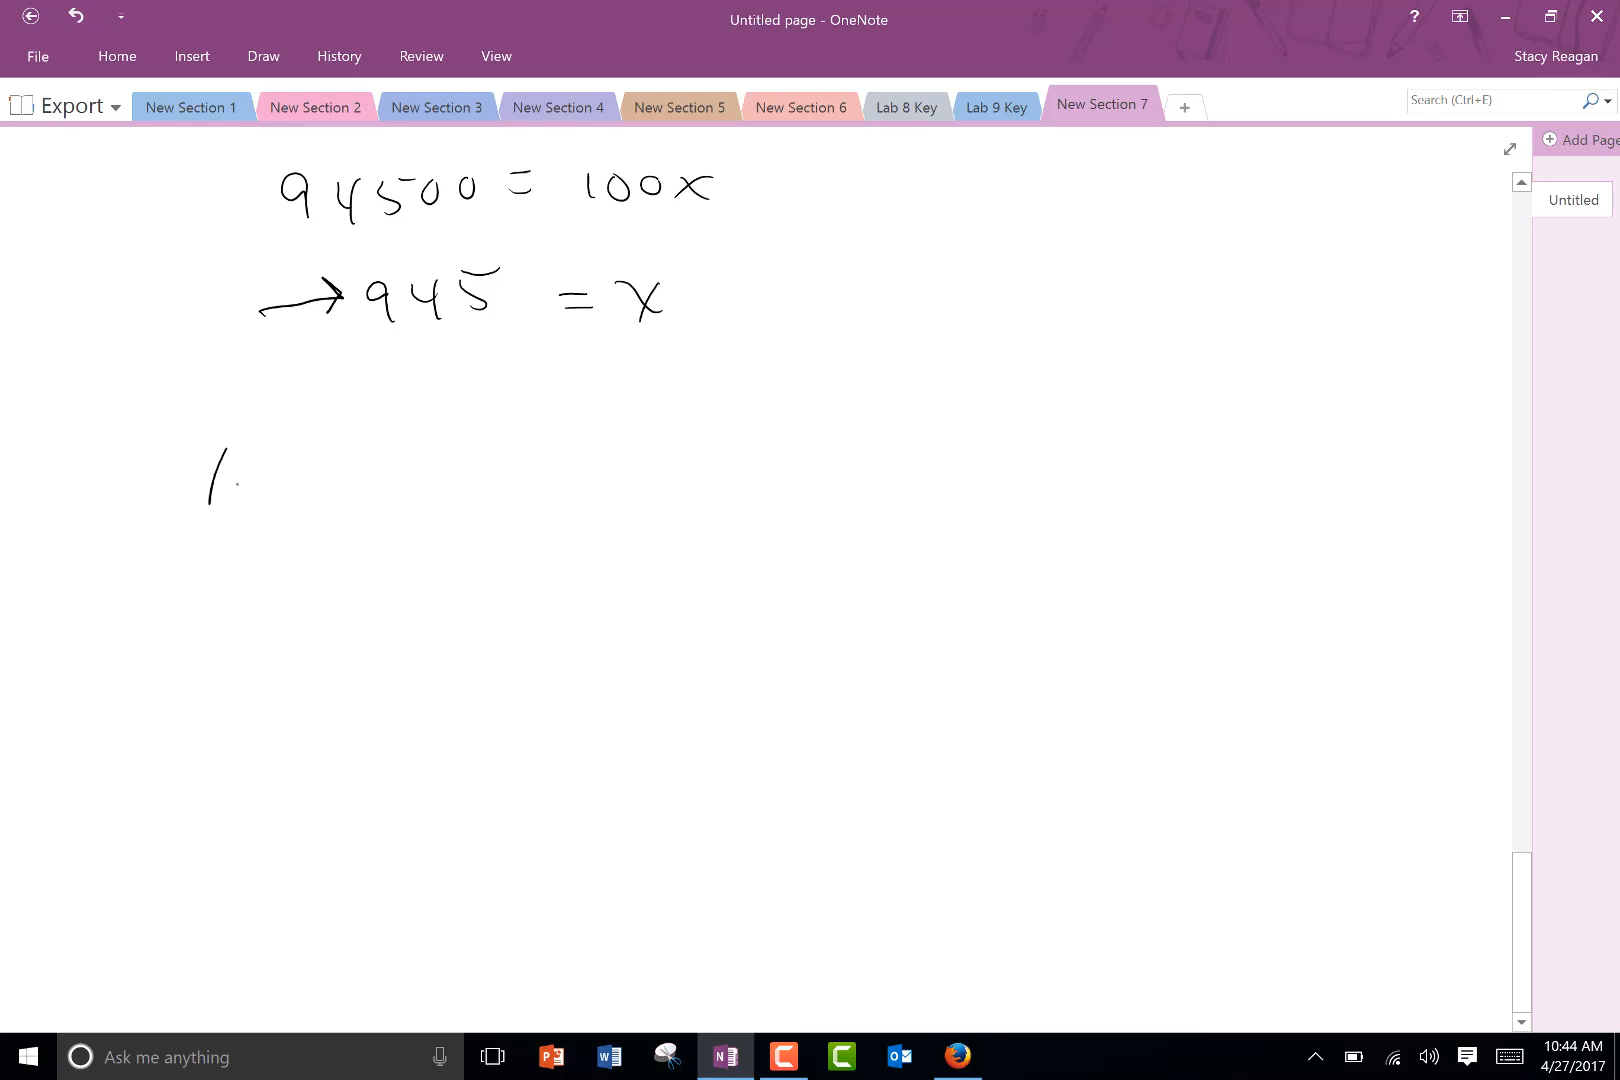 Untitled page - OneNote
?
File Home Insert Draw History Review View
Stacy Reagan
Export New Section 1 New Section 2 New Section 3 New Section 4 New Section 5 New Section 6 Lab 8 Key Lab 9 Key New Section 7 +
Search (Ctrl+E)
Add Page
Untitled
94500 = 100x
→ 945 = x
Ask me anything
10:44 AM
4/27/2017